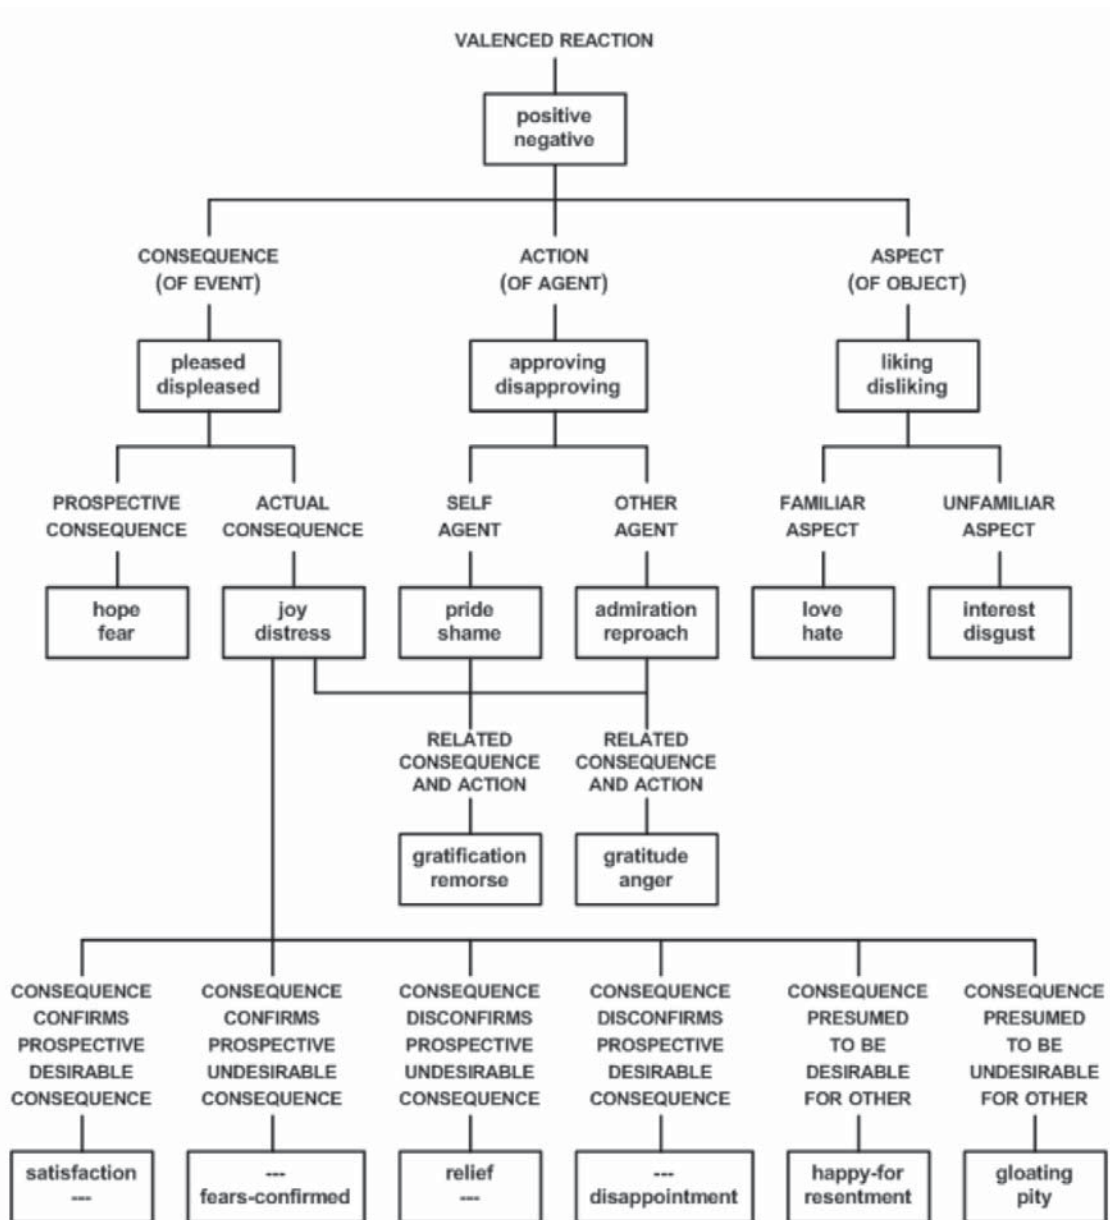 VALENCED REACTION
positive
negative
CONSEQUENCE
(OF EVENT)
ACTION
(OF AGENT)
ASPECT
(OF OBJECT)
pleased
displeased
approving
disapproving
liking
disliking
PROSPECTIVE
CONSEQUENCE
ACTUAL
CONSEQUENCE
SELF
AGENT
OTHER
AGENT
FAMILIAR
ASPECT
UNFAMILIAR
ASPECT
hope
fear
joy
distress
pride
shame
admiration
reproach
love
hate
interest
disgust
RELATED
CONSEQUENCE
AND ACTION
RELATED
CONSEQUENCE
AND ACTION
gratification
remorse
gratitude
anger
CONSEQUENCE
CONFIRMS
PROSPECTIVE
DESIRABLE
CONSEQUENCE
CONSEQUENCE
CONFIRMS
PROSPECTIVE
UNDESIRABLE
CONSEQUENCE
CONSEQUENCE
DISCONFIRMS
PROSPECTIVE
UNDESIRABLE
CONSEQUENCE
CONSEQUENCE
DISCONFIRMS
PROSPECTIVE
DESIRABLE
CONSEQUENCE
CONSEQUENCE
PRESUMED
TO BE
DESIRABLE
FOR OTHER
CONSEQUENCE
PRESUMED
TO BE
UNDESIRABLE
FOR OTHER
satisfaction
---
---
fears-confirmed
relief
---
---
disappointment
happy-for
resentment
gloating
pity